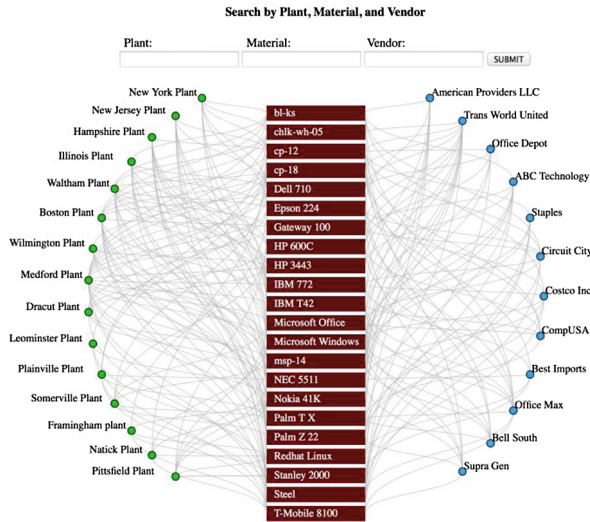 Search by Plant, Material, and Vendor
Plant: Material: Vendor:
SUBMIT
New York Plant
New Jersey Plant
Hampshire Plant
Illinois Plant
Waltham Plant
Boston Plant
Wilmington Plant
Medford Plant
Dracut Plant
Leominster Plant
Plainville Plant
Somerville Plant
Framingham plant
Natick Plant
Pittsfield Plant
bl-ks
chlk-wh-05
cp-12
cp-18
Dell 710
Epson 224
Gateway 100
HP 600C
HP 3443
IBM 772
IBM T42
Microsoft Office
Microsoft Windows
msp-14
NEC 5511
Nokia 41K
Palm T X
Palm Z 22
Redhat Linux
Stanley 2000
Steel
T-Mobile 8100
American Providers LLC
Trans World United
Office Depot
ABC Technology
Staples
Circuit City
Costco Inc
CompUSA
Best Imports
Office Max
Bell South
Supra Gen